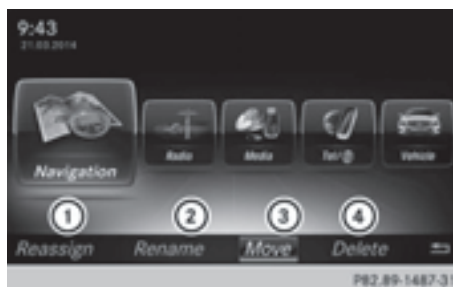 9:43
21.03.2014
Navigation
Radio
Media
Tel/@
Vehicle
1
2
3
4
Reassign
Rename
Move
Delete
P82.89-1487-31